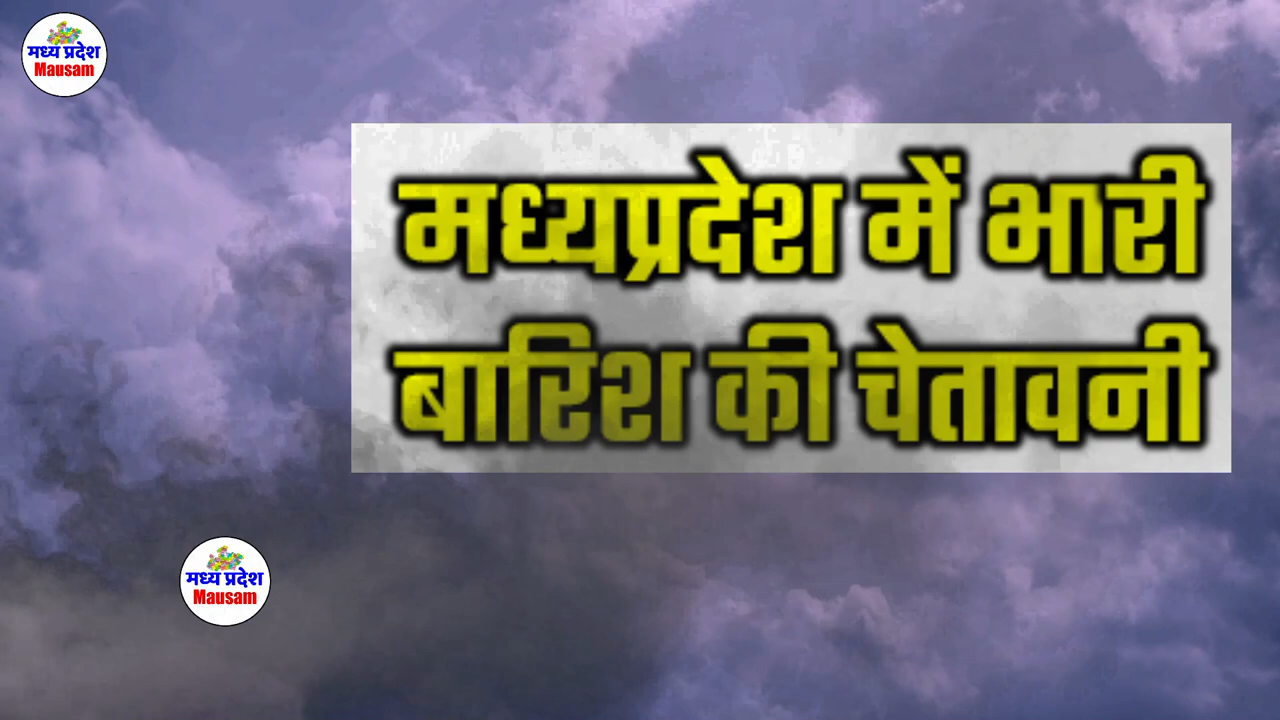 मध्य प्रदेश
Mausam
मध्यप्रदेश में भारी
बारिश की चेतावनी
मध्य प्रदेश
Mausam